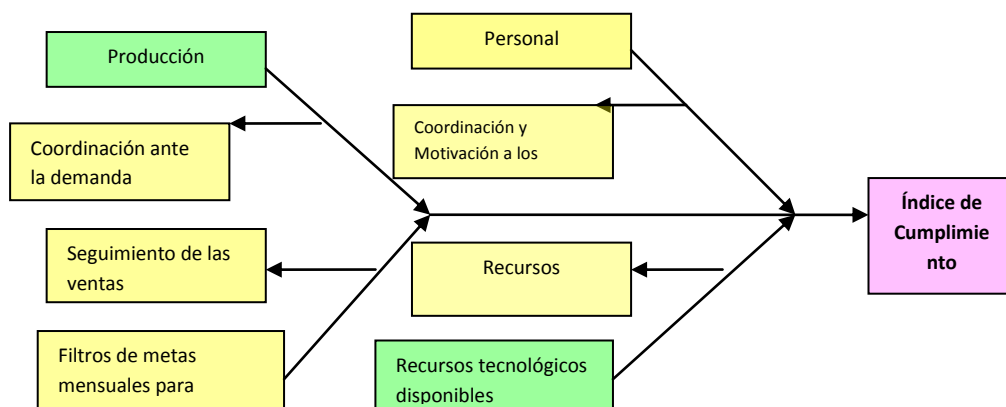 Producción
Personal
Coordinación ante
la demanda
Coordinación y
Motivación a los
Índice de
Cumplimie
nto
Seguimiento de las
ventas
Recursos
Filtros de metas
mensuales para
Recursos tecnológicos
disponibles